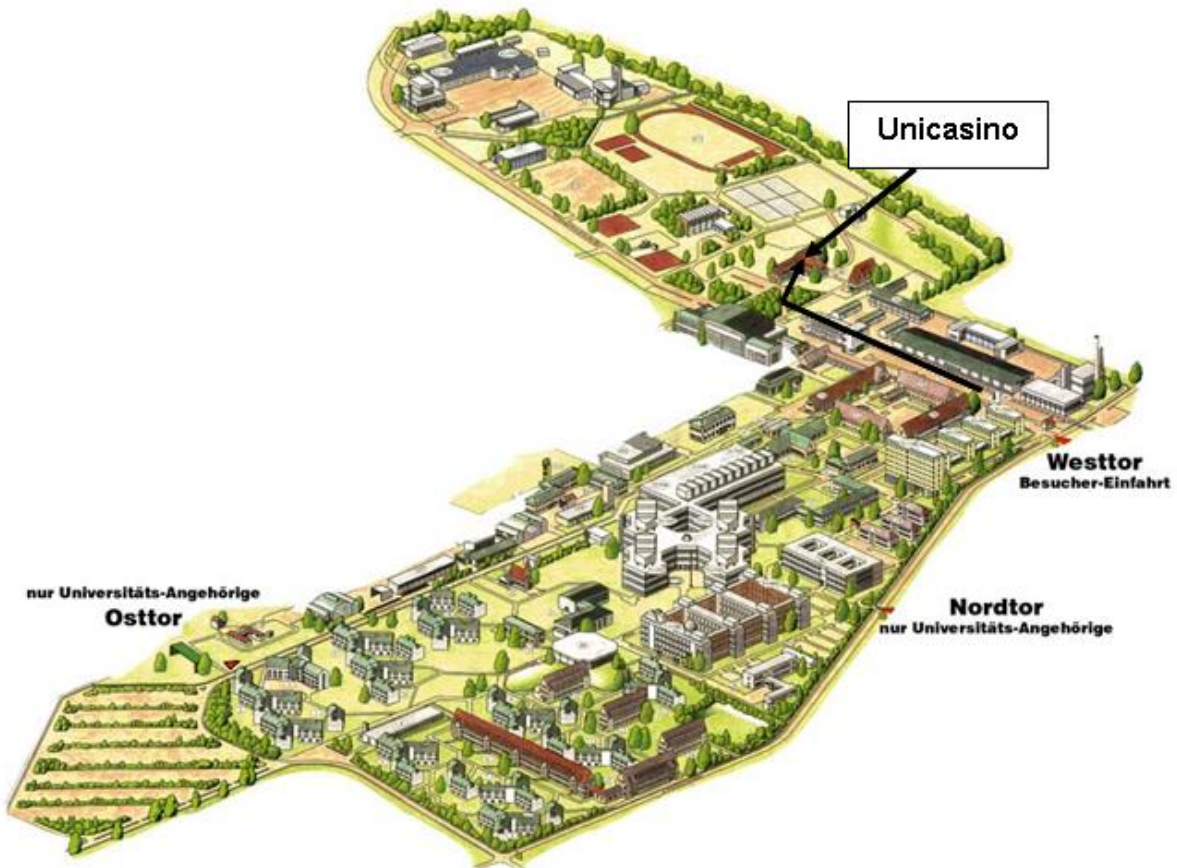 Unicasino
Westtor
Besucher-Einfahrt
nur Universitäts-Angehörige
Osttor
Nordtor
nur Universitäts-Angehörige